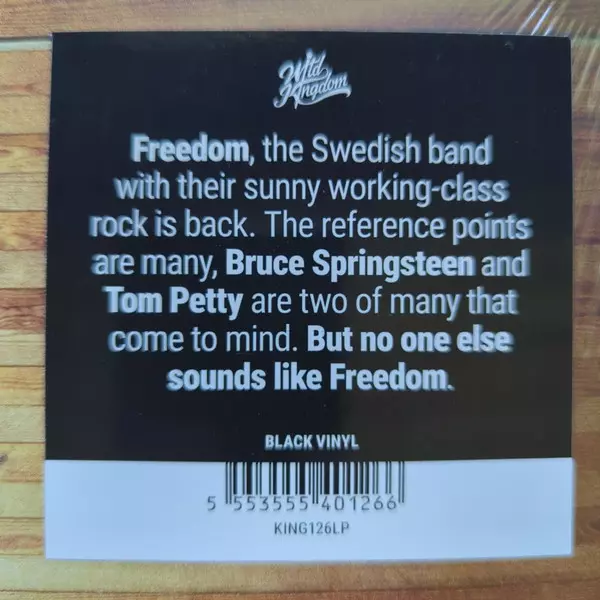 Wild
Kingdom
Freedom, the Swedish band
with their sunny working-class
rock is back. The reference points
are many, Bruce Springsteen and
Tom Petty are two of many that
come to mind. But no one else
sounds like Freedom.
BLACK VINYL
5 553555 401266
KING126LP